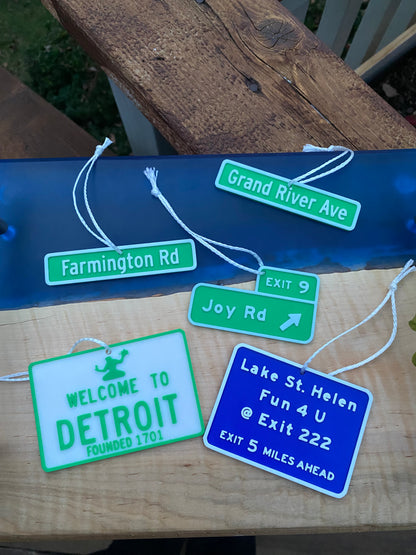 Grand River Ave
Farmington Rd
EXIT 9
Joy Rd
WELCOME TO
DETROIT
FOUNDED 1701
Lake St. Helen
Fun 4 U
@ Exit 222
EXIT 5 MILES AHEAD